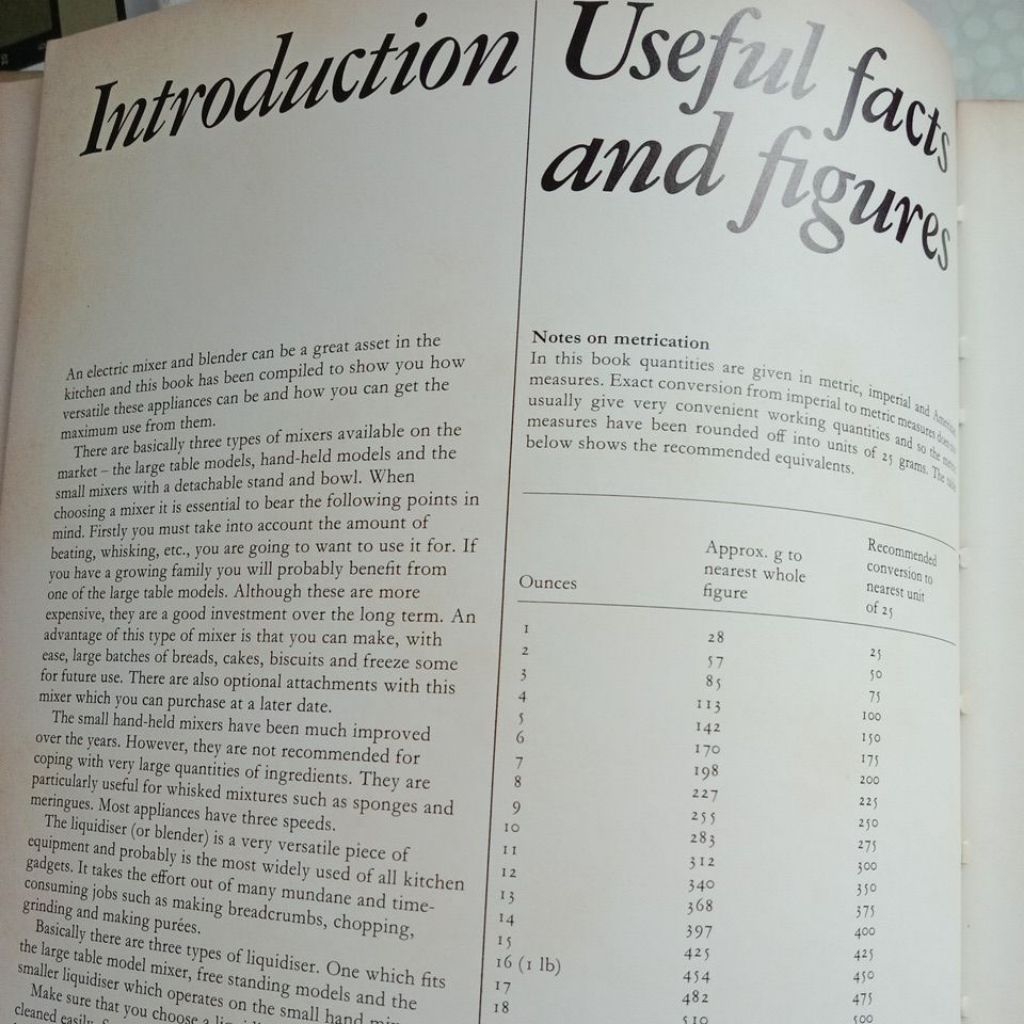 Introduction
An electric mixer and blender can be a great asset in the
kitchen and this book has been compiled to show you how
versatile these appliances can be and how you can get the
maximum use from them.
There are basically three types of mixers available on the
market – the large table models, hand-held models and the
small mixers with a detachable stand and bowl. When
choosing a mixer it is essential to bear the following points in
mind. Firstly you must take into account the amount of
beating, whisking, etc., you are going to want to use it for. If
you have a growing family you will probably benefit from
one of the large table models. Although these are more
expensive, they are a good investment over the long term. An
advantage of this type of mixer is that you can make, with
ease, large batches of breads, cakes, biscuits and freeze some
for future use. There are also optional attachments with this
mixer which you can purchase at a later date.
The small hand-held mixers have been much improved
over the years. However, they are not recommended for
coping with very large quantities of ingredients. They are
particularly useful for whisked mixtures such as sponges and
meringues. Most appliances have three speeds.
The liquidiser (or blender) is a very versatile piece of
equipment and probably is the most widely used of all kitchen
gadgets. It takes the effort out of many mundane and time-
consuming jobs such as making breadcrumbs, chopping,
grinding and making purées.
Basically there are three types of liquidiser. One which fits
the large table model mixer, free standing models and the
smaller liquidiser which operates on the small hand
Make sure that you choose a
cleaned easily,
Useful facts
and figures
Notes on metrication
In this book quantities are given in metric, imperial and
measures. Exact conversion from imperial to metric measures
usually give very convenient working quantities and so the
measures have been rounded off into units of 25 grams. The
below shows the recommended equivalents.
Ounces
Approx. g to
nearest whole
figure
Recommended
conversion to
nearest unit
of 25
1 28 25
2 57 50
3 85 75
4 113 100
5 142 150
6 170 175
7 198 200
8 227 225
9 255 250
10 283 275
11 312 300
12 340 350
13 368 375
14 397 400
15 425 425
16 (1 lb) 454 450
17 482 475
18 510 500